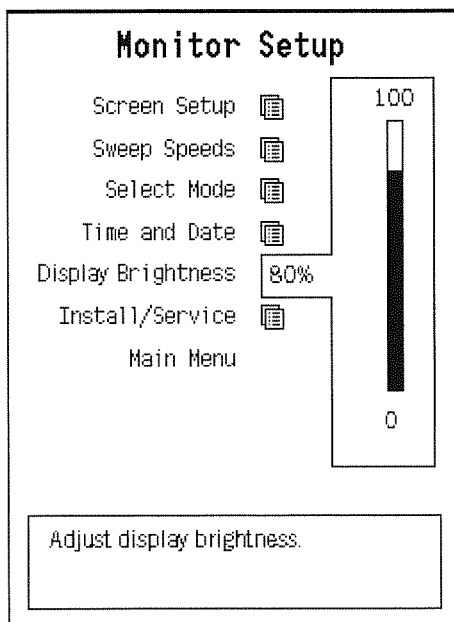 Monitor Setup
100
Screen Setup
Sweep Speeds
Select Mode
Time and Date
Display Brightness 80%
Install/Service
Main Menu
0
Adjust display brightness.